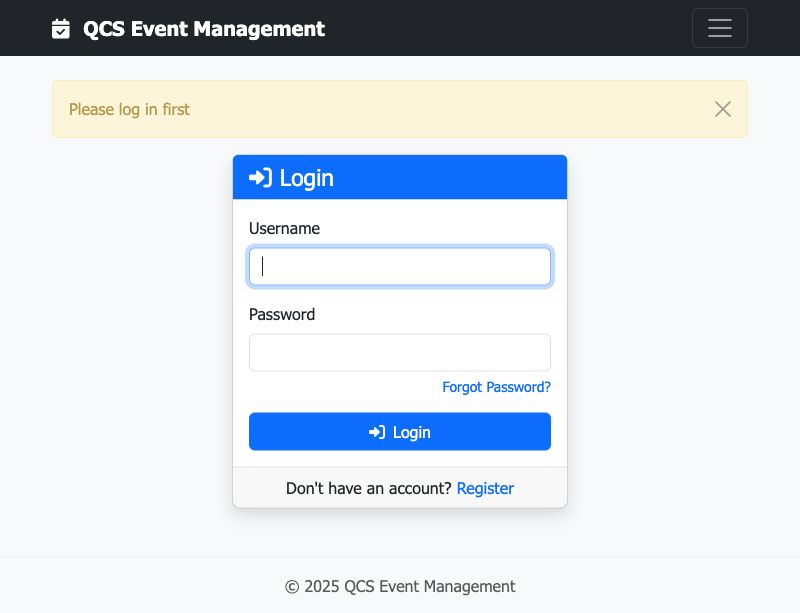 QCS Event Management
Please log in first
Login
Username
Password
Forgot Password?
Login
Don't have an account? Register
© 2025 QCS Event Management